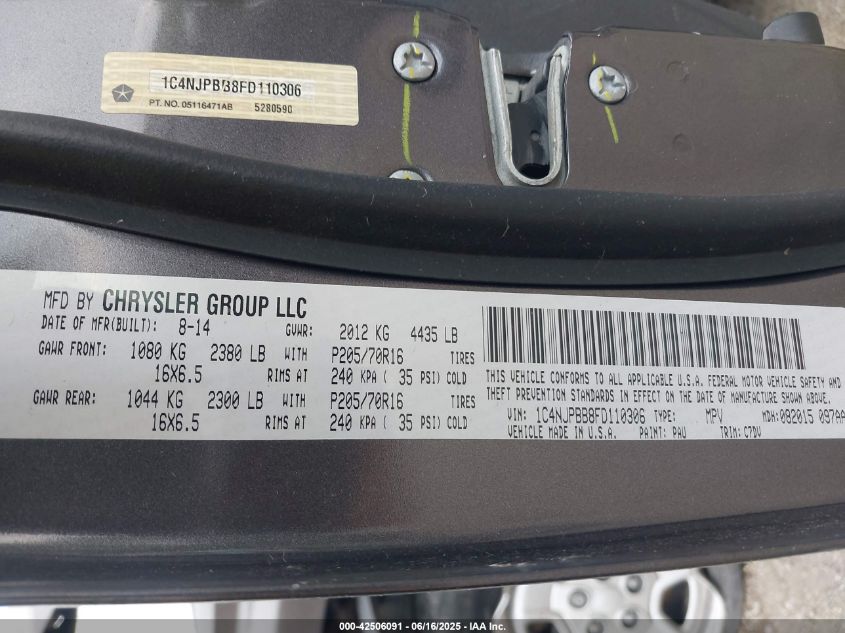 1C4NJPBB8FD110306
PT. NO. 05116471AB 5280590
MFD BY CHRYSLER GROUP LLC
DATE OF MFR(BUILT): 8-14 GVWR: 2012 KG 4435 LB
GAWR FRONT: 1080 KG 2380 LB WITH P205/70R16 TIRES
16X6.5 RIMS AT 240 KPA ( 35 PSI) COLD
GAWR REAR: 1044 KG 2300 LB WITH P205/70R16 TIRES
16X6.5 RIMS AT 240 KPA ( 35 PSI) COLD
THIS VEHICLE CONFORMS TO ALL APPLICABLE U.S.A. FEDERAL MOTOR VEHICLE SAFETY AND
THEFT PREVENTION STANDARDS IN EFFECT ON THE DATE OF MANUFACTURE SHOWN ABOVE.
VIN: 1C4NJPBB8FD110306 TYPE: MPV MDH:082015 097AA
VEHICLE MADE IN U.S.A. PAINT: PAU TRIM: C7DV
000-42506091 - 06/16/2025 - IAA Inc.